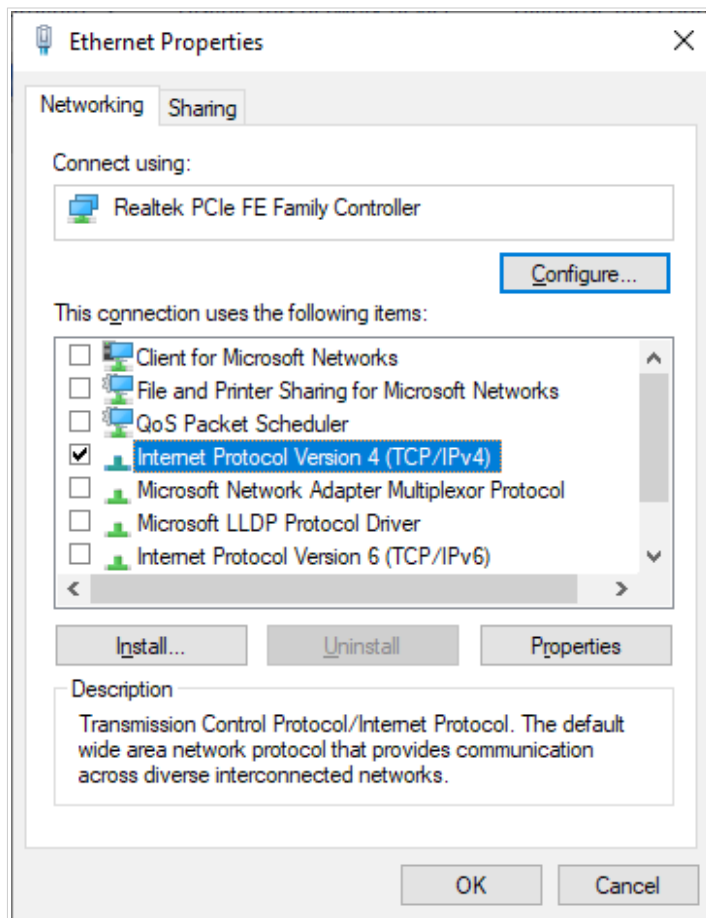 Ethernet Properties
Networking
Sharing
Connect using:
Realtek PCIe FE Family Controller
Configure...
This connection uses the following items:
Client for Microsoft Networks
File and Printer Sharing for Microsoft Networks
QoS Packet Scheduler
Internet Protocol Version 4 (TCP/IPv4)
Microsoft Network Adapter Multiplexor Protocol
Microsoft LLDP Protocol Driver
Internet Protocol Version 6 (TCP/IPv6)
Install...
Uninstall
Properties
Description
Transmission Control Protocol/Internet Protocol. The default
wide area network protocol that provides communication
across diverse interconnected networks.
OK
Cancel